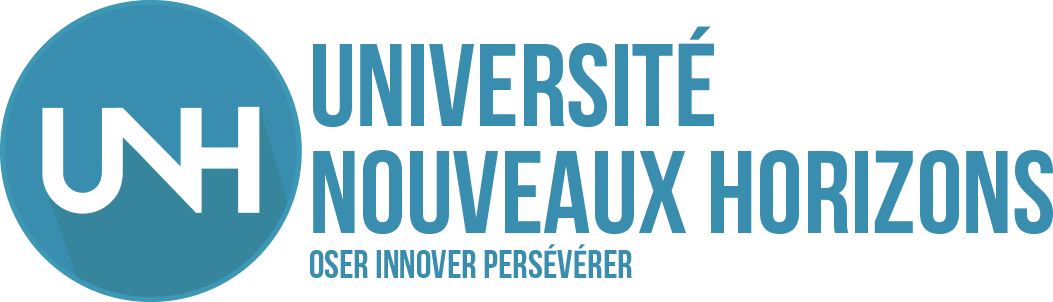 UNH
UNIVERSITÉ
NOUVEAUX HORIZONS
OSER INNOVER PERSÉVÉRER